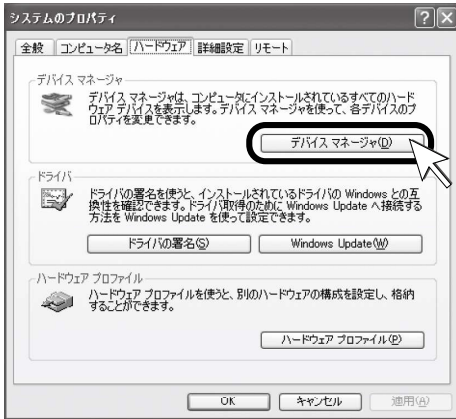 システムのプロパティ
全般 コンピュータ名 ハードウェア 詳細設定 リモート
デバイス マネージャ
デバイス マネージャは、コンピュータにインストールされているすべてのハード
ウェア デバイスを表示します。デバイス マネージャを使って、各デバイスのプ
ロパティを変更できます。
デバイス マネージャ(D)
ドライバ
ドライバの署名を使うと、インストールされているドライバの Windows との互
換性を確認できます。ドライバ取得のために Windows Update へ接続する
方法を Windows Update を使って設定できます。
ドライバの署名(S) Windows Update(W)
ハードウェア プロファイル
ハードウェア プロファイルを使うと、別のハードウェアの構成を設定し、格納
することができます。
ハードウェア プロファイル(P)
OK キャンセル 適用(A)